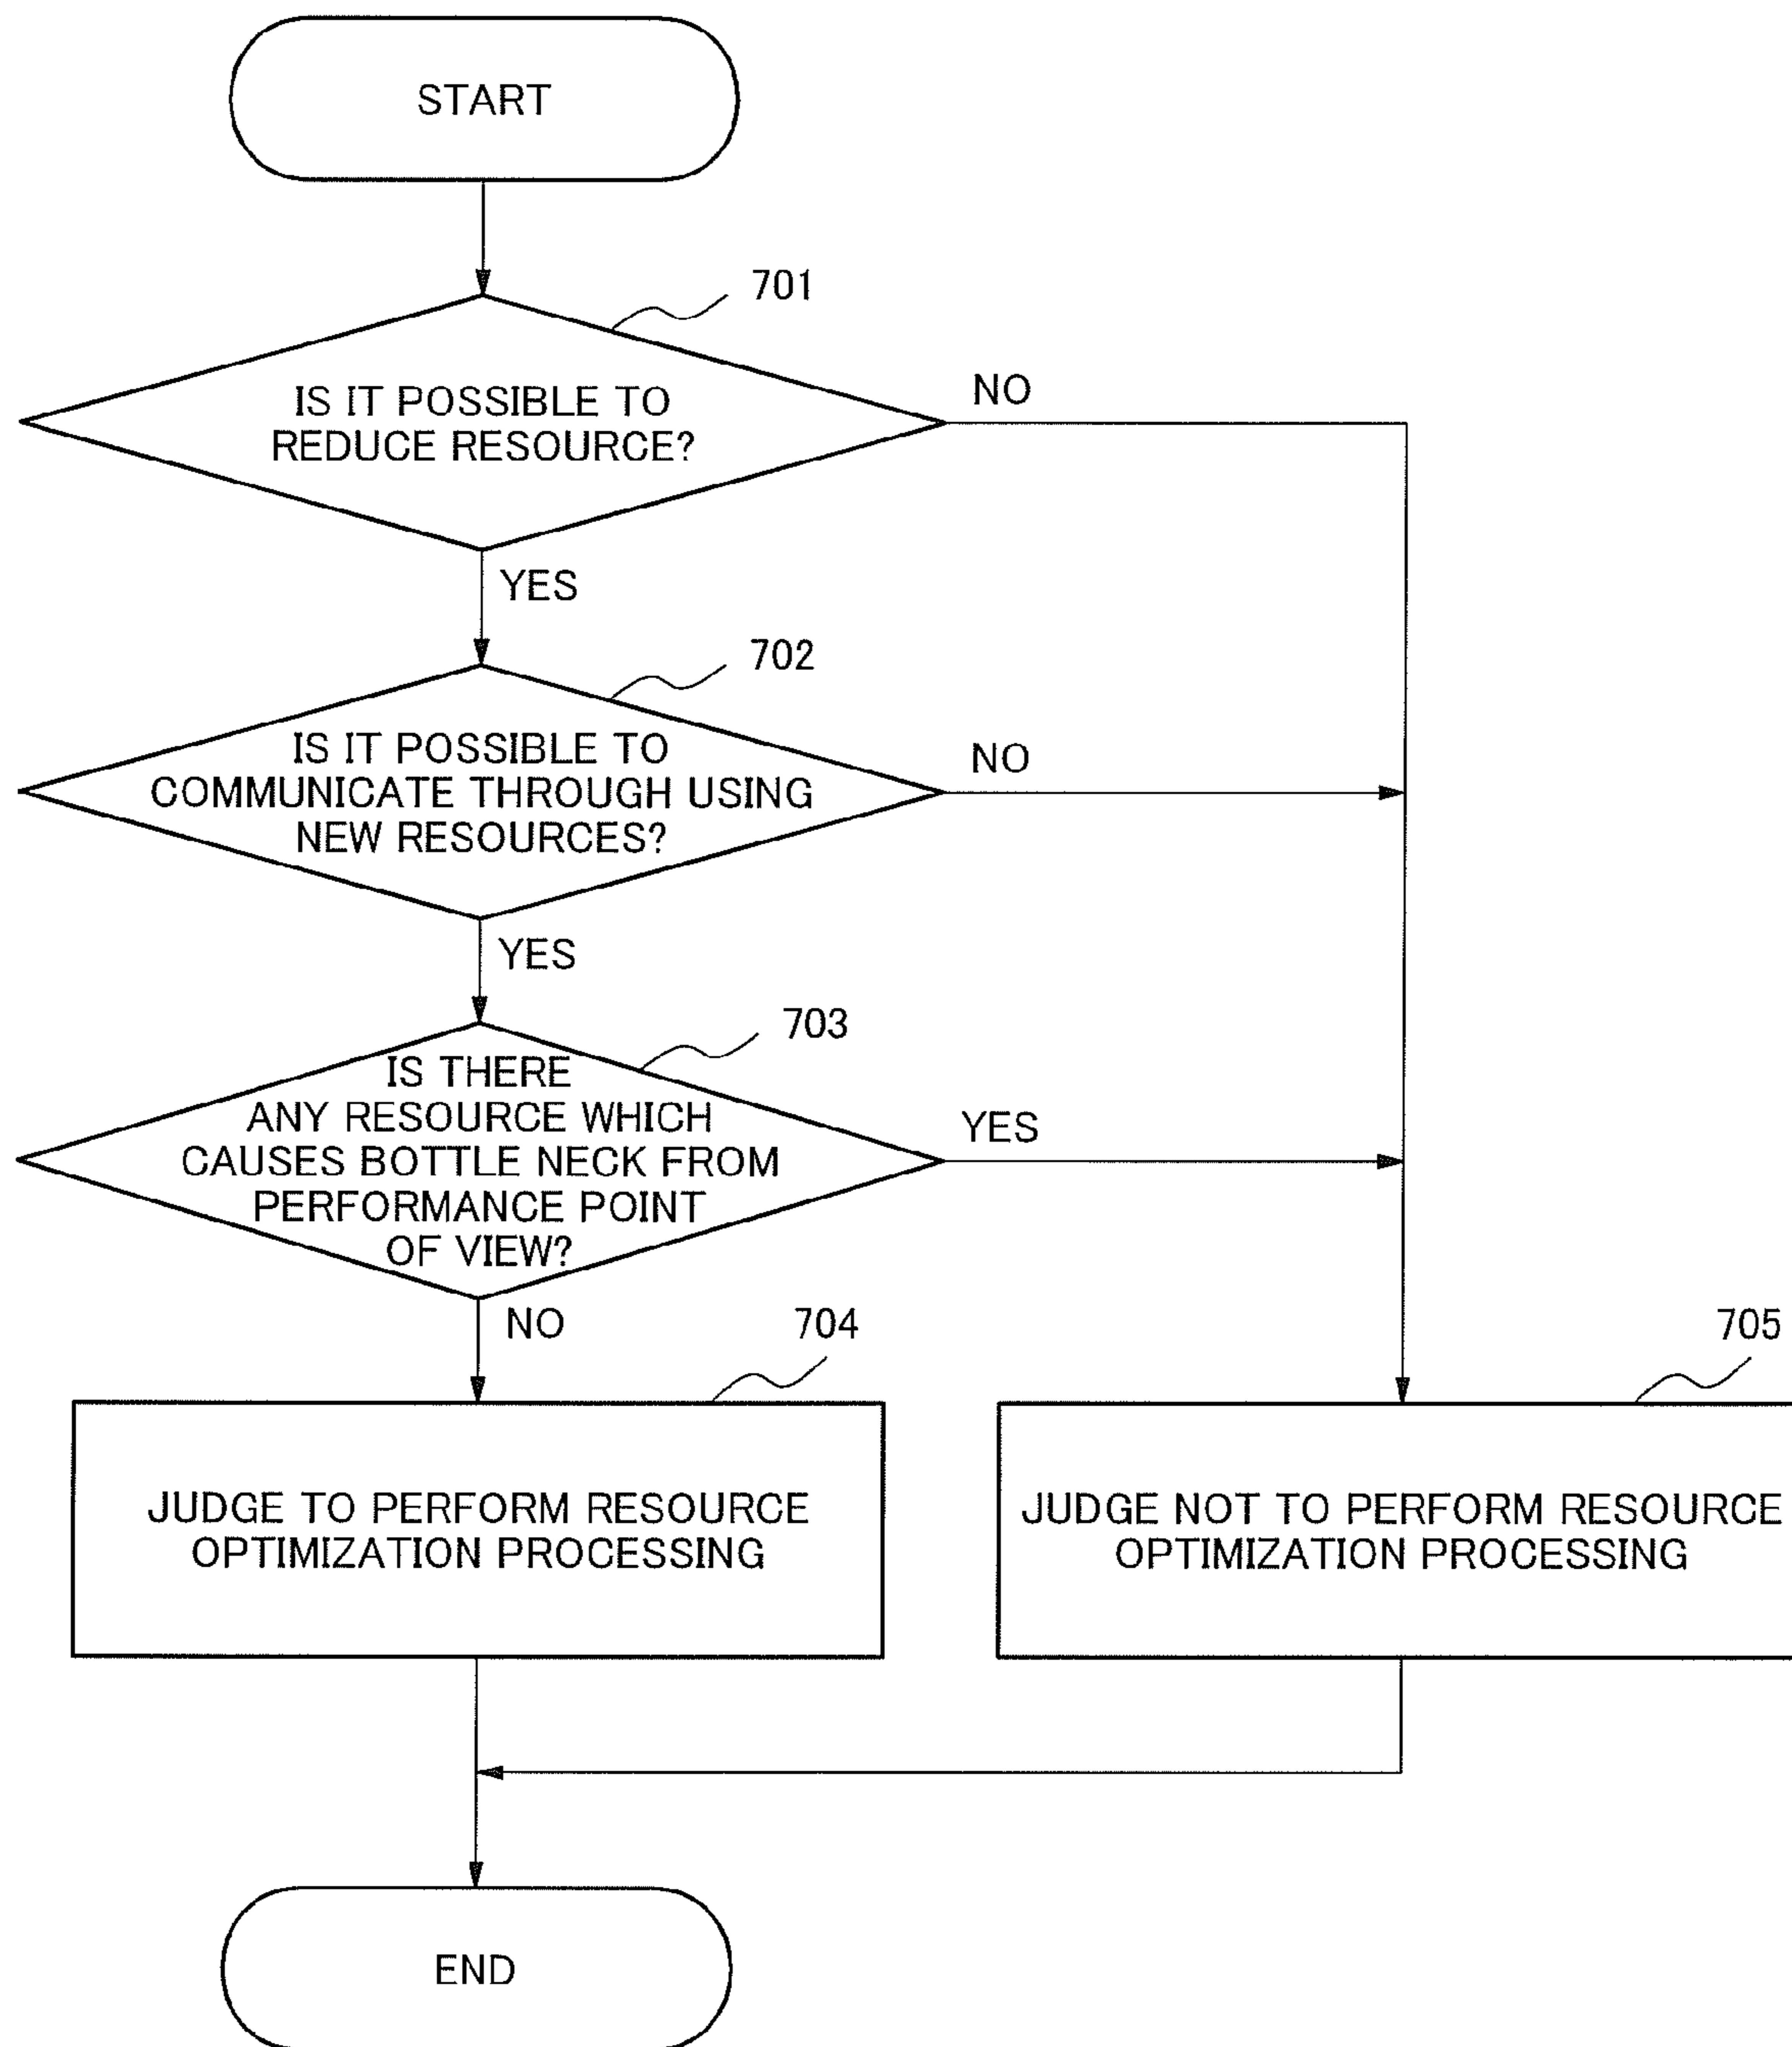 START
701
IS IT POSSIBLE TO
REDUCE RESOURCE?
NO
YES
702
IS IT POSSIBLE TO
COMMUNICATE THROUGH USING
NEW RESOURCES?
NO
YES
703
IS THERE
ANY RESOURCE WHICH
CAUSES BOTTLE NECK FROM
PERFORMANCE POINT
OF VIEW?
YES
NO
704
JUDGE TO PERFORM RESOURCE
OPTIMIZATION PROCESSING
705
JUDGE NOT TO PERFORM RESOURCE
OPTIMIZATION PROCESSING
END